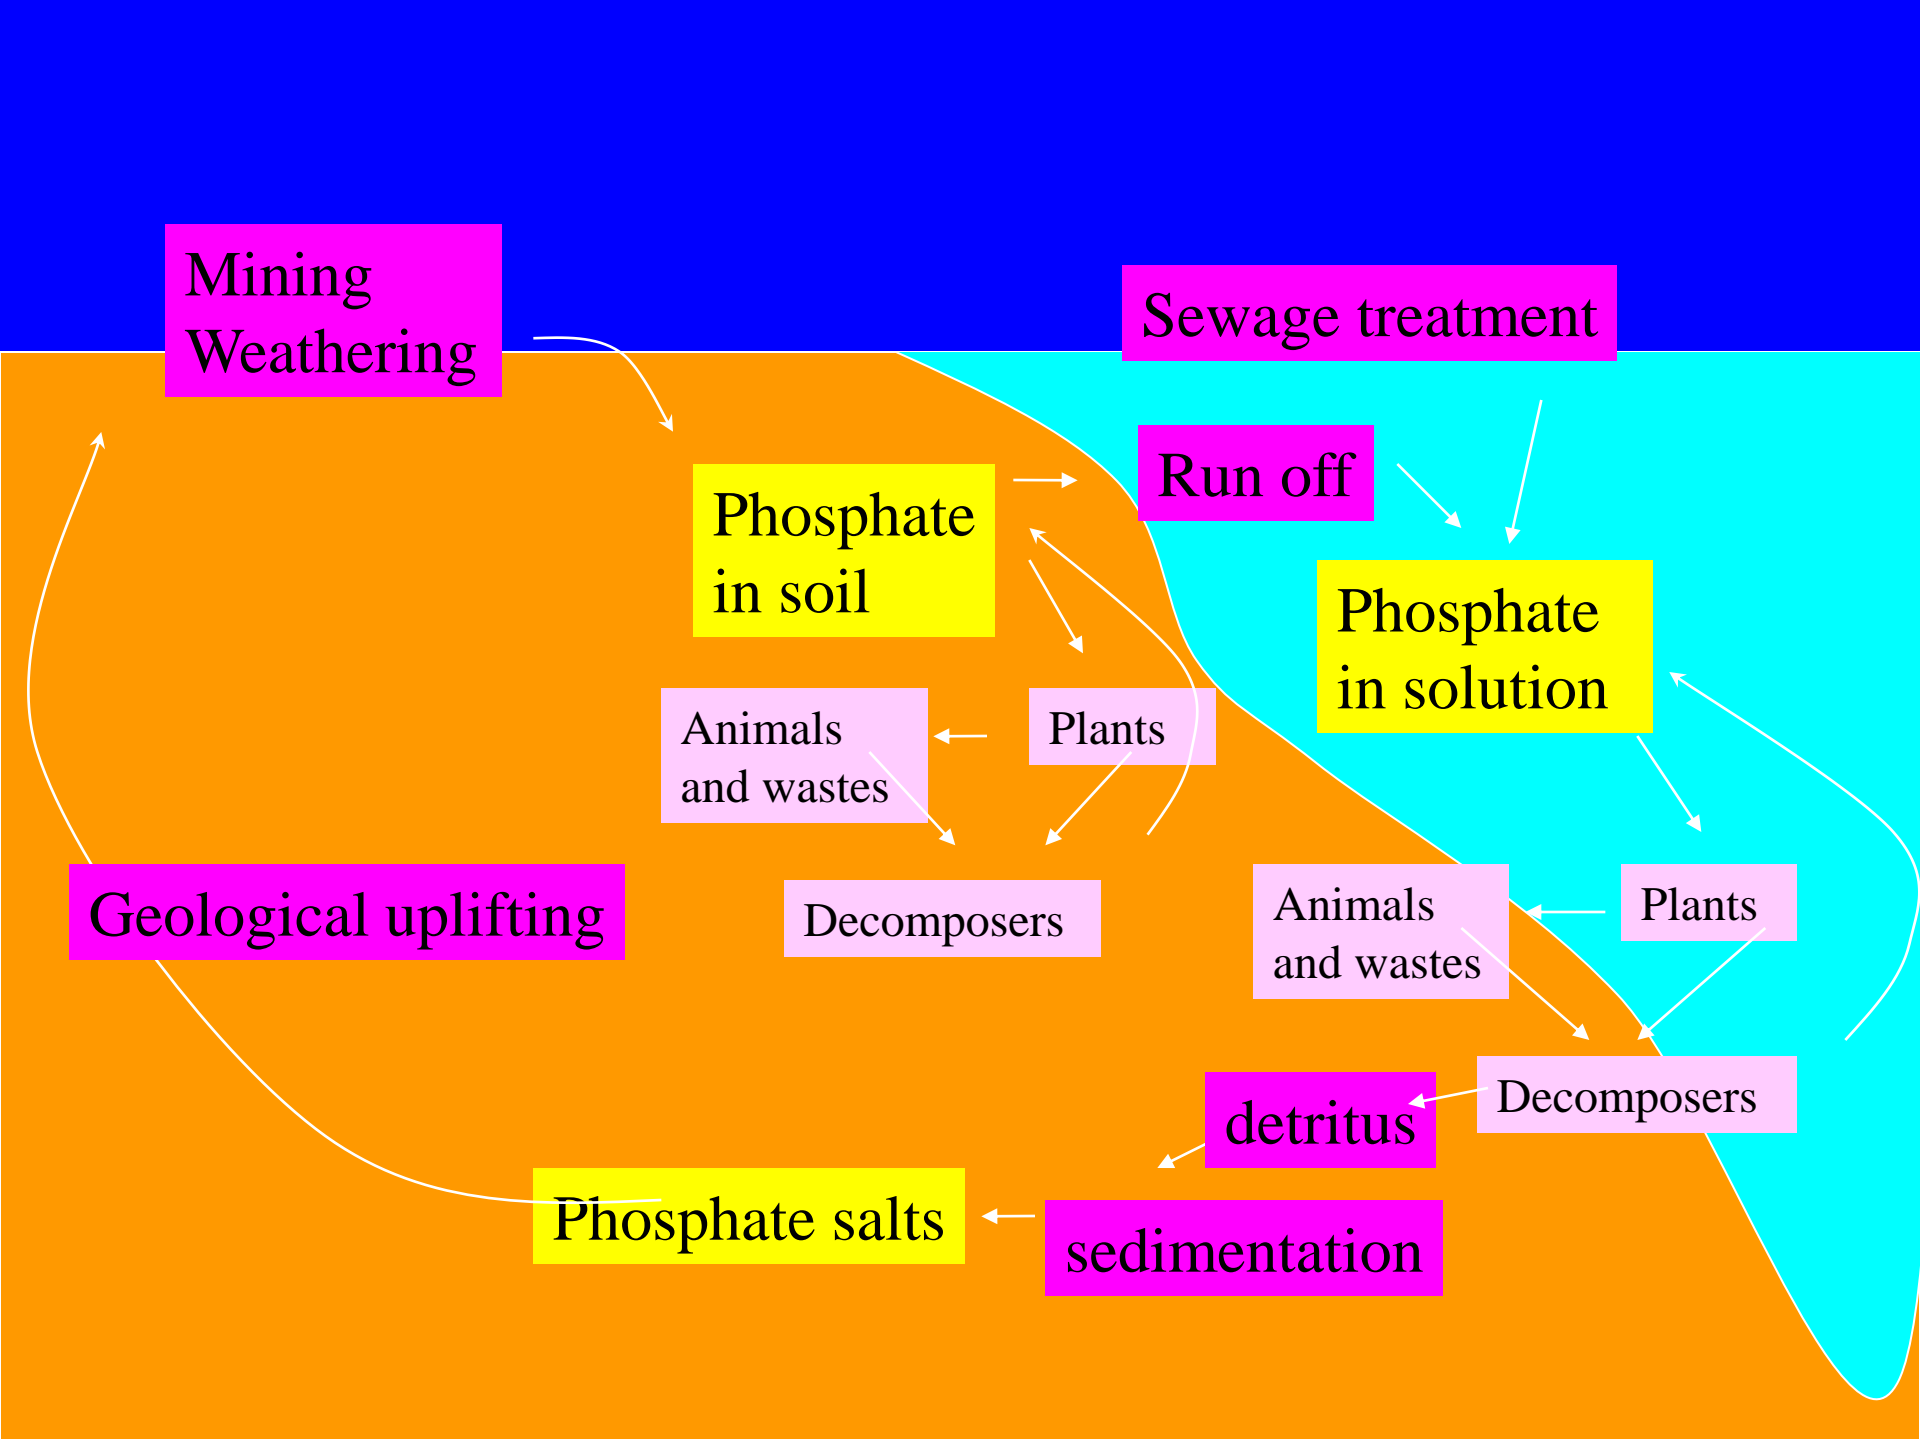 Mining
Weathering
Sewage treatment
Run off
Phosphate
in soil
Phosphate
in solution
Animals
and wastes
Plants
Decomposers
Geological uplifting
Animals
and wastes
Plants
Decomposers
detritus
Phosphate salts
sedimentation